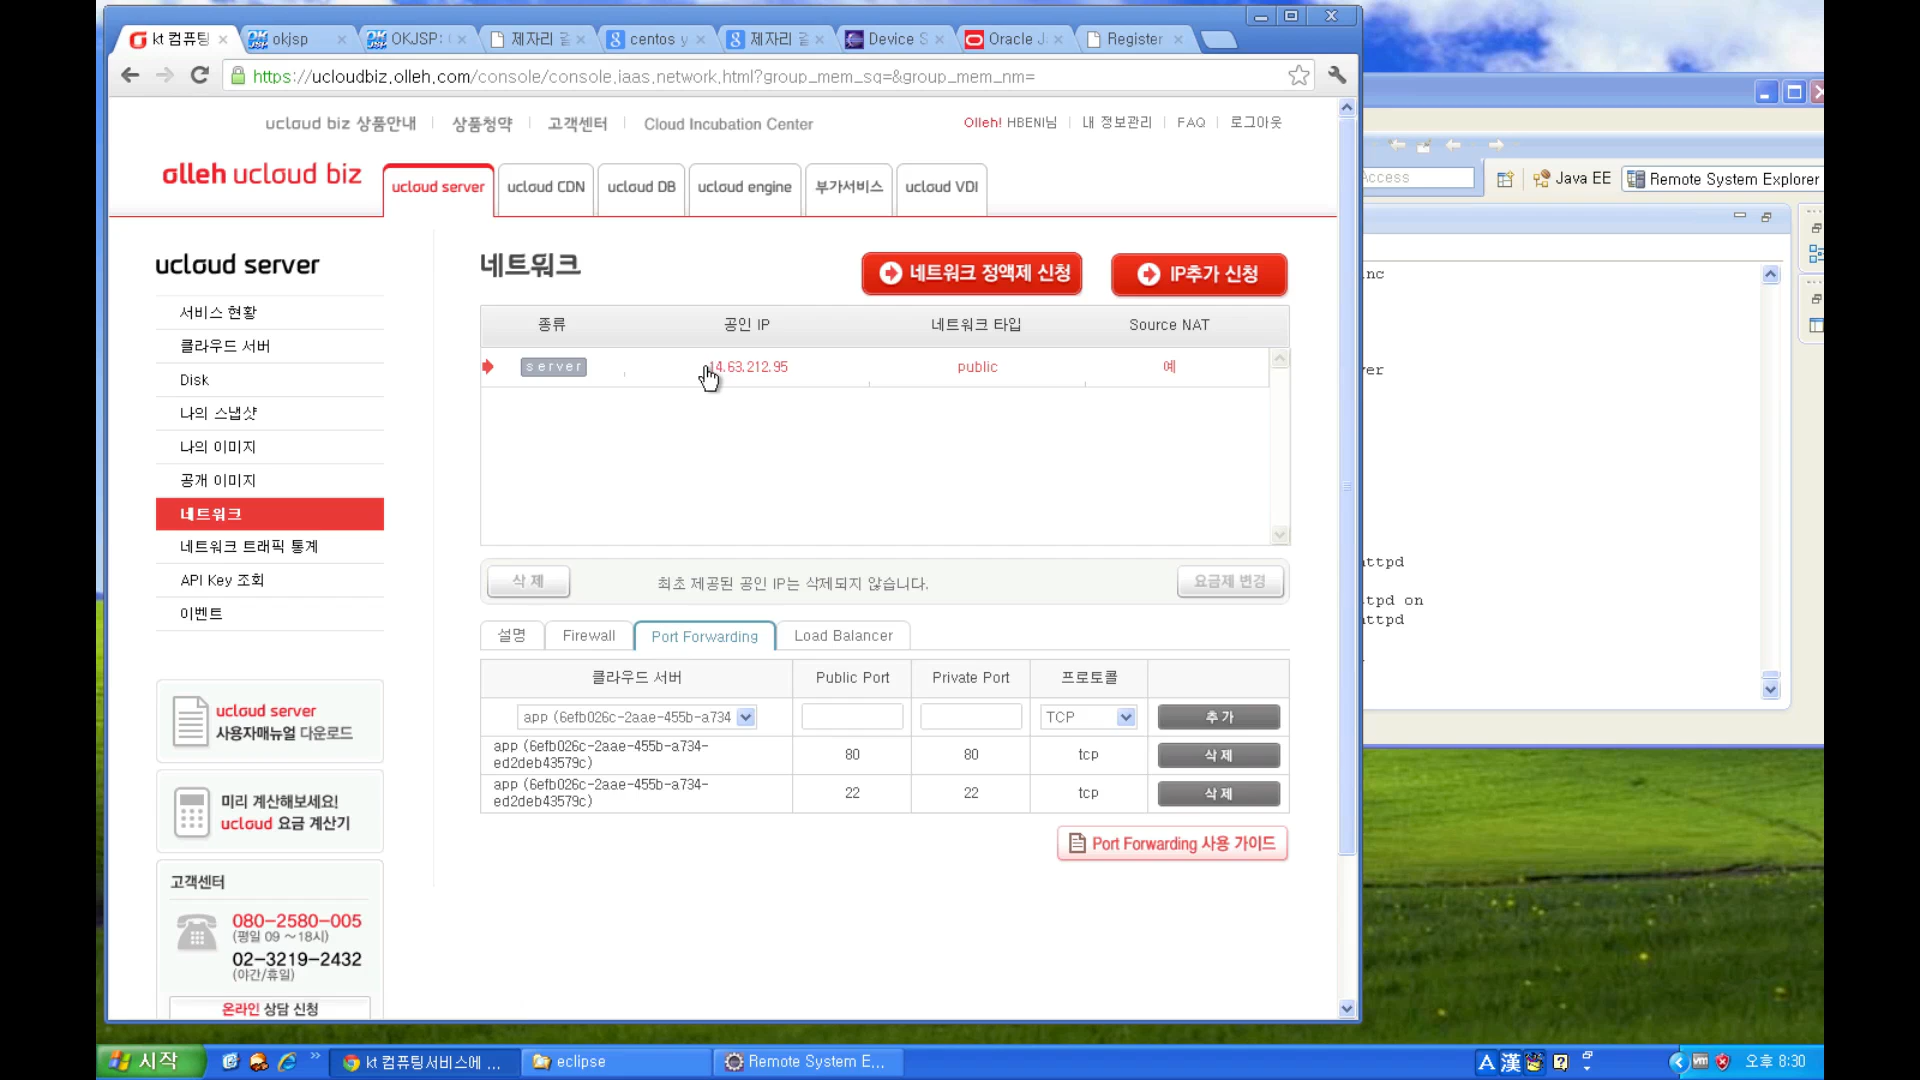 kt 컴퓨팅
okjsp
OKJSP: (
제자리 걸
centos y
제자리 걸
Device S
Oracle J
Register
https://ucloudbiz.olleh.com/console/console.iaas.network.html?group_mem_sq=&group_mem_nm=
ucloud biz 상품안내
상품청약
고객센터
Cloud Incubation Center
Olleh! HBENI님
내 정보관리
FAQ
로그아웃
olleh ucloud biz
ucloud server
ucloud CDN
ucloud DB
ucloud engine
부가서비스
ucloud VDI
ccess
Java EE
Remote System Explorer
ucloud server
서비스 현황
클라우드 서버
Disk
나의 스냅샷
나의 이미지
공개 이미지
네트워크
네트워크 트래픽 통계
API Key 조회
이벤트
네트워크
네트워크 정액제 신청
IP추가 신청
종류
공인 IP
네트워크 타입
Source NAT
server
14.63.212.95
public
예
삭 제
최초 제공된 공인 IP는 삭제되지 않습니다.
요금제 변경
설명
Firewall
Port Forwarding
Load Balancer
클라우드 서버
Public Port
Private Port
프로토콜
app (6efb026c-2aae-455b-a734
TCP
추 가
app (6efb026c-2aae-455b-a734-
ed2deb43579c)
80
80
tcp
삭 제
app (6efb026c-2aae-455b-a734-
ed2deb43579c)
22
22
tcp
삭 제
Port Forwarding 사용 가이드
ucloud server
사용자매뉴얼 다운로드
미리 계산해보세요!
ucloud 요금 계산기
고객센터
080-2580-005
(평일 09 ~18시)
02-3219-2432
(야간/휴일)
온라인 상담 신청
nc
er
ttpd
tpd on
ttpd
시작
kt 컴퓨팅서비스에 ...
eclipse
Remote System E...
A 漢
오후 8:30